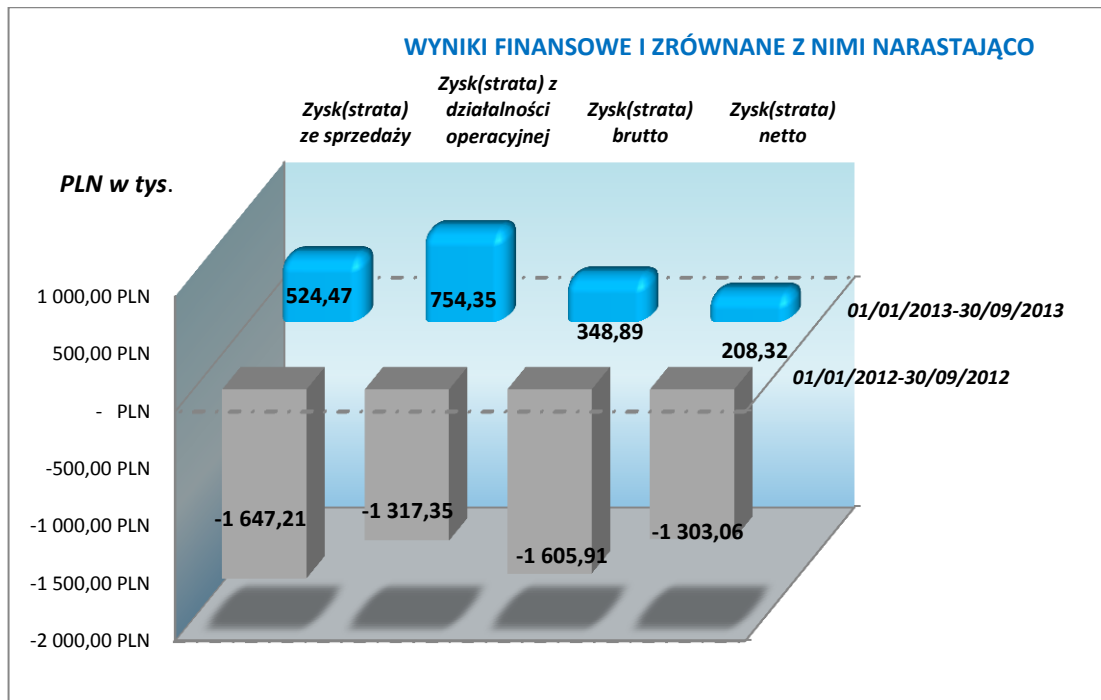 WYNIKI FINANSOWE I ZRÓWNANE Z NIMI NARASTAJĄCO
Zysk(strata)
ze sprzedaży
Zysk(strata) z
działalności
operacyjnej
Zysk(strata)
brutto
Zysk(strata)
netto
PLN w tys.
1 000,00 PLN
500,00 PLN
- PLN
-500,00 PLN
-1 000,00 PLN
-1 500,00 PLN
-2 000,00 PLN
524,47
754,35
348,89
208,32
01/01/2013-30/09/2013
01/01/2012-30/09/2012
-1 647,21
-1 317,35
-1 605,91
-1 303,06